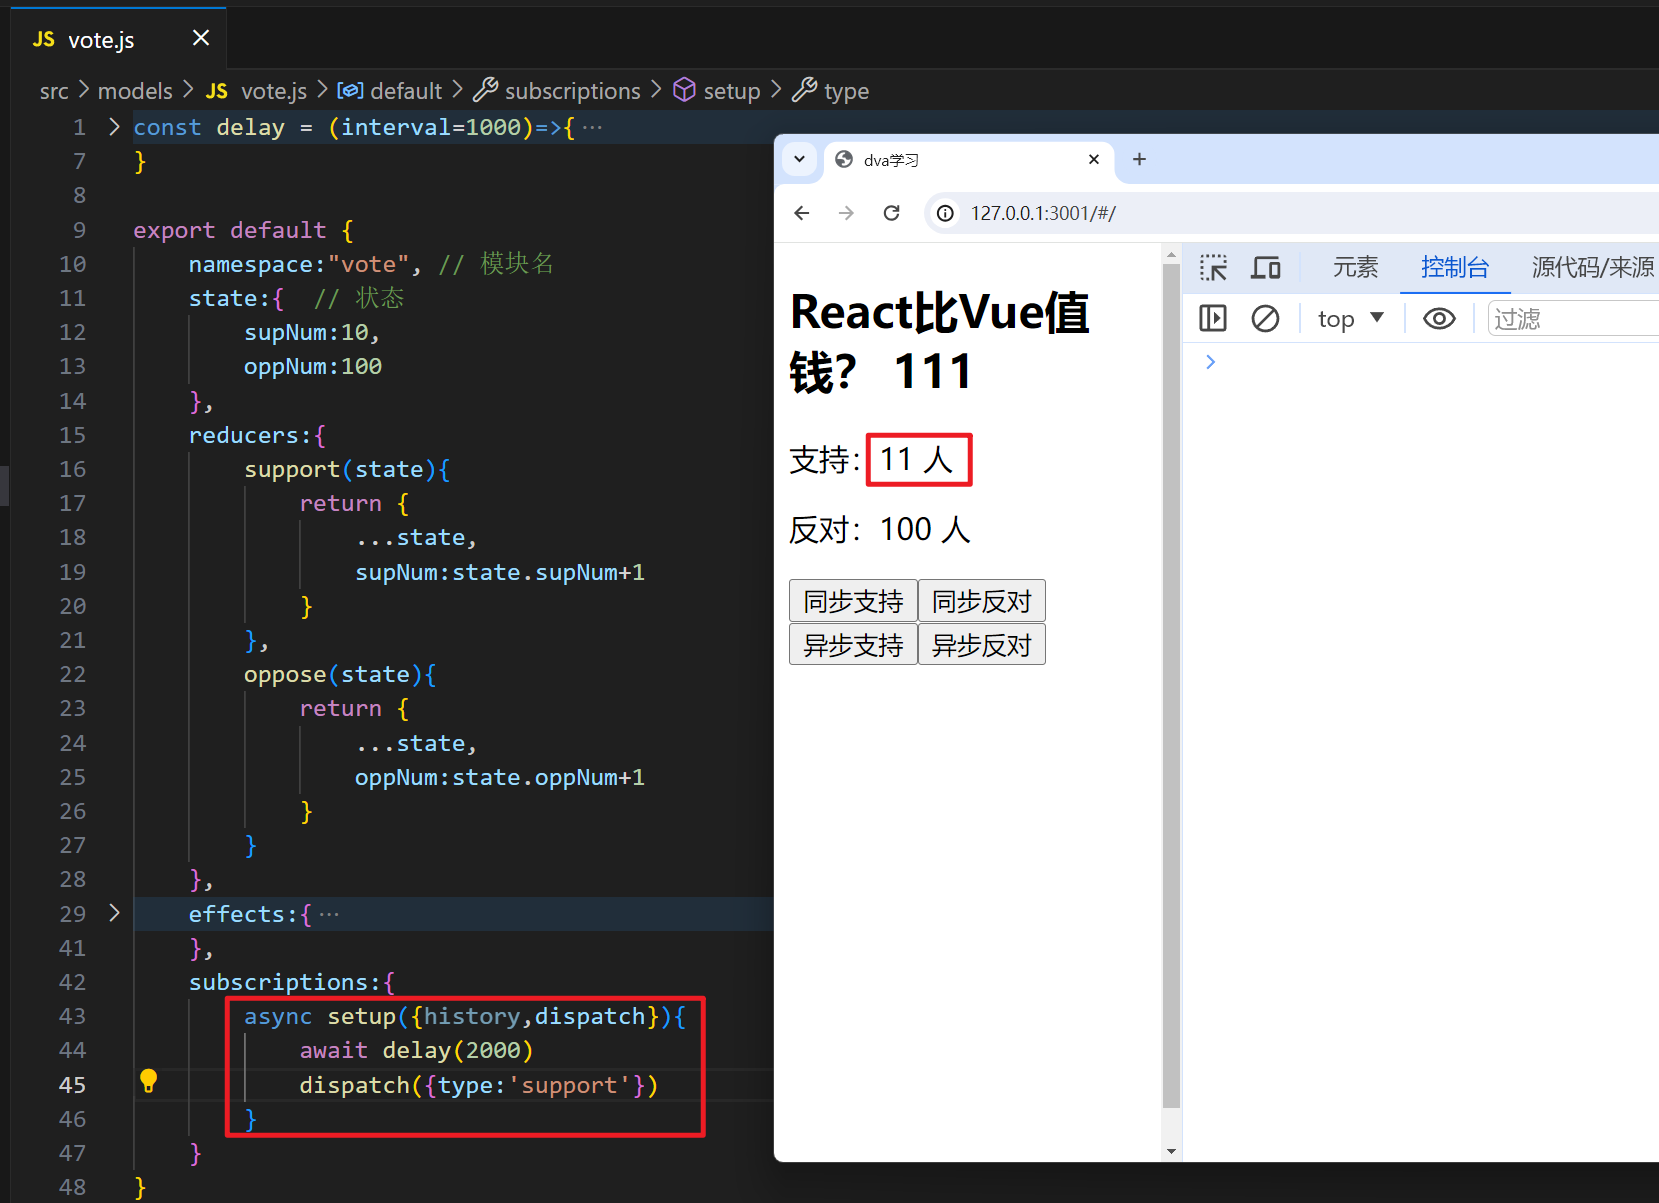 JS vote.js
src > models > JS vote.js > default > subscriptions > setup > type
1 const delay = (interval=1000)=>{ ···
7 }
8
9 export default {
10 namespace:"vote", // 模块名
11 state:{ // 状态
12 supNum:10,
13 oppNum:100
14 },
15 reducers:{
16 support(state){
17 return {
18 ...state,
19 supNum:state.supNum+1
20 }
21 },
22 oppose(state){
23 return {
24 ...state,
25 oppNum:state.oppNum+1
26 }
27 }
28 },
29 effects:{ ···
41 },
42 subscriptions:{
43 async setup({history,dispatch}){
44 await delay(2000)
45 dispatch({type:'support'})
46 }
47 }
48 }
dva学习
127.0.0.1:3001/#/
React比Vue值
钱? 111
支持：11 人
反对：100 人
同步支持 同步反对
异步支持 异步反对
元素 控制台 源代码/来源
top 过滤